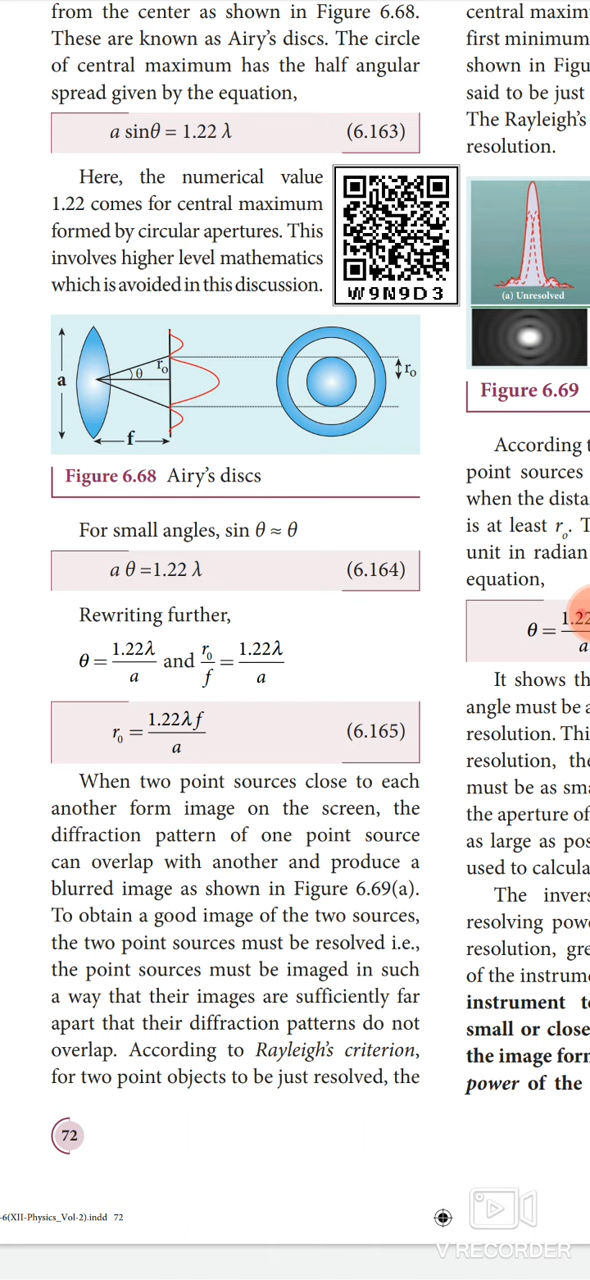 from the center as shown in Figure 6.68.
These are known as Airy’s discs. The circle
of central maximum has the half angular
spread given by the equation,
a sinθ = 1.22 λ (6.163)
Here, the numerical value
1.22 comes for central maximum
formed by circular apertures. This
involves higher level mathematics
which is avoided in this discussion.
W9N9D3
a
θ
r₀
f
r₀
Figure 6.68 Airy’s discs
For small angles, sin θ ≈ θ
a θ =1.22 λ (6.164)
Rewriting further,
θ = 1.22λ/a and r₀/f = 1.22λ/a
r₀ = 1.22λf/a (6.165)
When two point sources close to each
another form image on the screen, the
diffraction pattern of one point source
can overlap with another and produce a
blurred image as shown in Figure 6.69(a).
To obtain a good image of the two sources,
the two point sources must be resolved i.e.,
the point sources must be imaged in such
a way that their images are sufficiently far
apart that their diffraction patterns do not
overlap. According to Rayleigh’s criterion,
for two point objects to be just resolved, the
72
central maxim
first minimum
shown in Figu
said to be just
The Rayleigh’s
resolution.
(a) Unresolved
Figure 6.69
According t
point sources
when the dista
is at least rₒ. T
unit in radian
equation,
θ = 1.22/a
It shows th
angle must be a
resolution. Thi
resolution, the
must be as sma
the aperture of
as large as pos
used to calcula
The invers
resolving pow
resolution, gre
of the instrume
instrument to
small or close
the image form
power of the
-6(XII-Physics_Vol-2).indd 72
V RECORDER